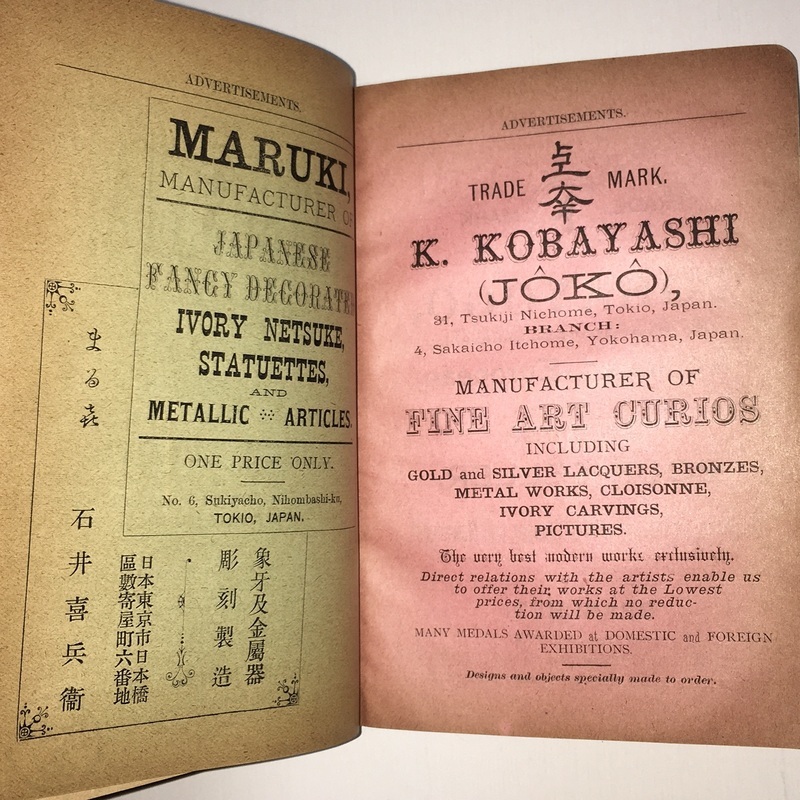 ADVERTISEMENTS.
MARUKI,
MANUFACTURER OF
JAPANESE
FANCY DECORATE
IVORY NETSUKE,
STATUETTES,
AND
METALLIC ARTICLES.
ONE PRICE ONLY.
No. 6, Sukiyacho, Nihombashi-ku,
TOKIO, JAPAN.
象牙及金屬器
彫刻製造
日本東京市日本橋
區數寄屋町六番地
まるき
石井喜兵衞
ADVERTISEMENTS.
TRADE MARK.
K. KOBAYASHI
(JÔKÔ),
31, Tsukiji Nichome, Tokio, Japan.
BRANCH:
4, Sakaicho Itchome, Yokohama, Japan.
MANUFACTURER OF
FINE ART CURIOS
INCLUDING
GOLD and SILVER LACQUERS, BRONZES,
METAL WORKS, CLOISONNE,
IVORY CARVINGS,
PICTURES.
The very best modern works exclusively.
Direct relations with the artists enable us
to offer their works at the Lowest
prices, from which no reduc-
tion will be made.
MANY MEDALS AWARDED at DOMESTIC and FOREIGN
EXHIBITIONS.
Designs and objects specially made to order.